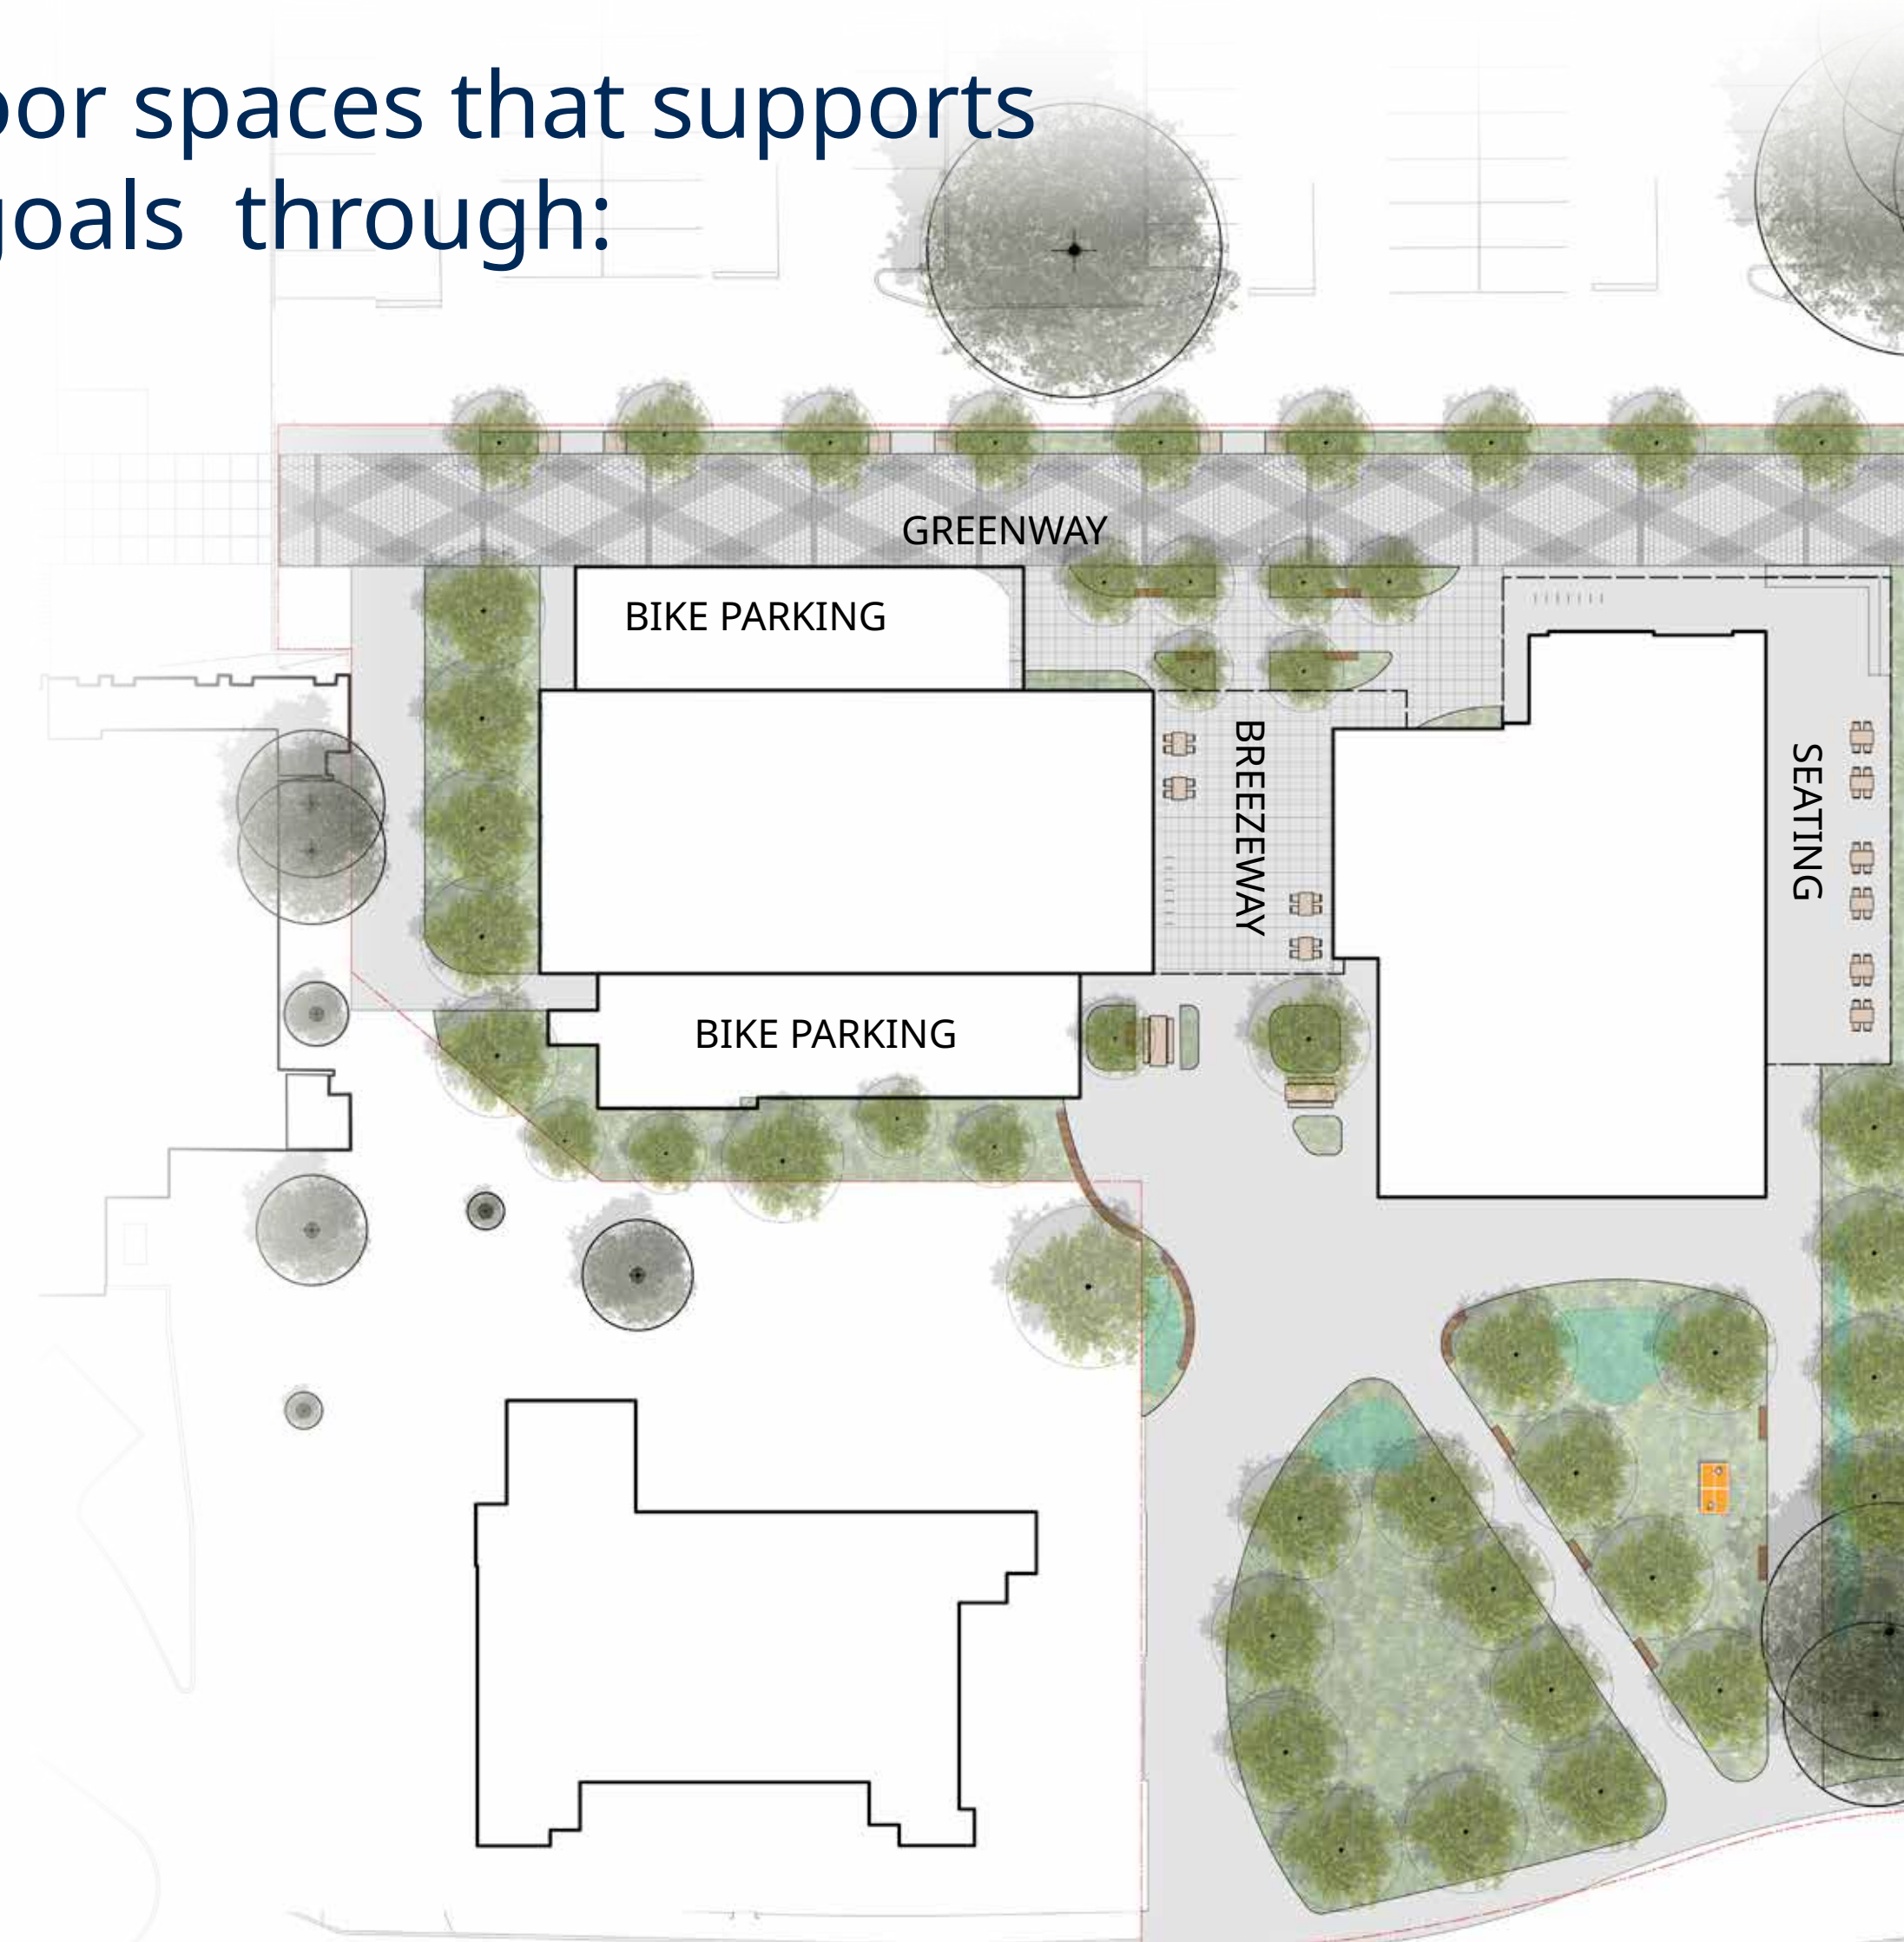 oor spaces that supports
goals through:
GREENWAY
BIKE PARKING
BREEZEWAY
SEATING
BIKE PARKING